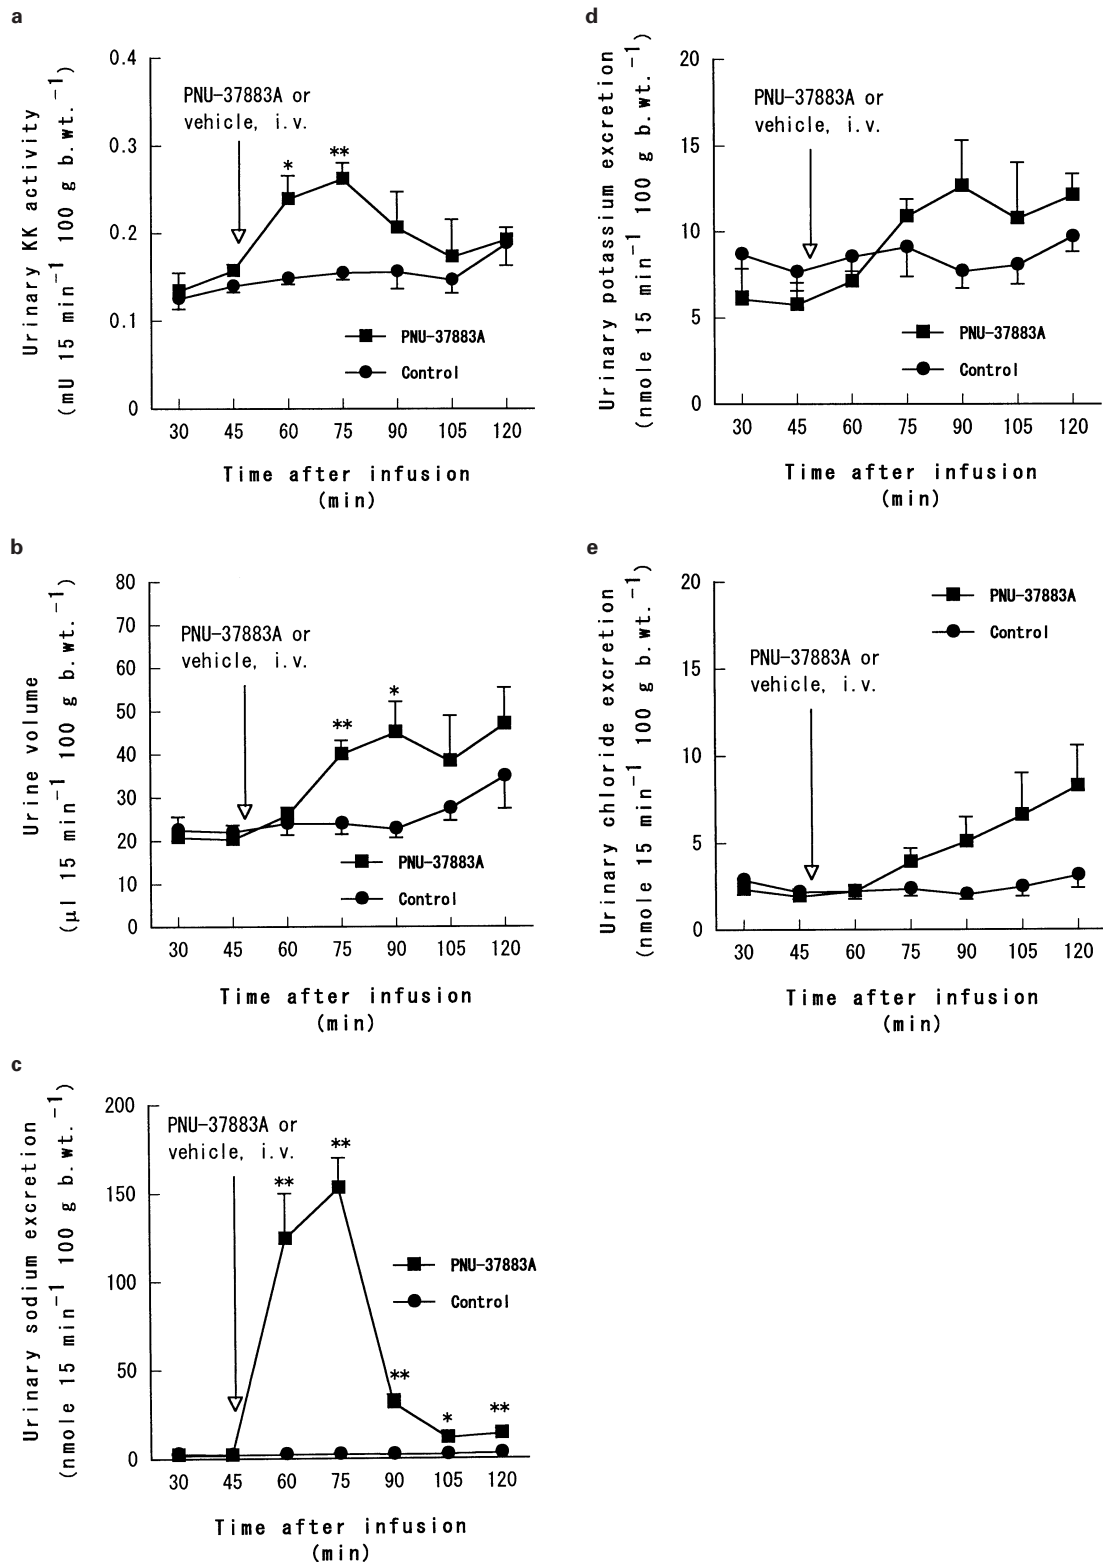 a
Urinary KK activity
(mU 15 min⁻¹ 100 g b.wt.⁻¹)
0.4
0.3
0.2
0.1
0
PNU-37883A or
vehicle, i.v.
*
**
PNU-37883A
Control
30 45 60 75 90 105 120
Time after infusion
(min)
b
Urine volume
(μl 15 min⁻¹ 100 g b.wt.⁻¹)
80
70
60
50
40
30
20
10
0
PNU-37883A or
vehicle, i.v.
**
*
PNU-37883A
Control
30 45 60 75 90 105 120
Time after infusion
(min)
c
Urinary sodium excretion
(nmole 15 min⁻¹ 100 g b.wt.⁻¹)
200
150
100
50
0
PNU-37883A or
vehicle, i.v.
**
**
**
*
**
PNU-37883A
Control
30 45 60 75 90 105 120
Time after infusion
(min)
d
Urinary potassium excretion
(nmole 15 min⁻¹ 100 g b.wt.⁻¹)
20
15
10
5
0
PNU-37883A or
vehicle, i.v.
PNU-37883A
Control
30 45 60 75 90 105 120
Time after infusion
(min)
e
Urinary chloride excretion
(nmole 15 min⁻¹ 100 g b.wt.⁻¹)
20
15
10
5
0
PNU-37883A
Control
PNU-37883A or
vehicle, i.v.
30 45 60 75 90 105 120
Time after infusion
(min)